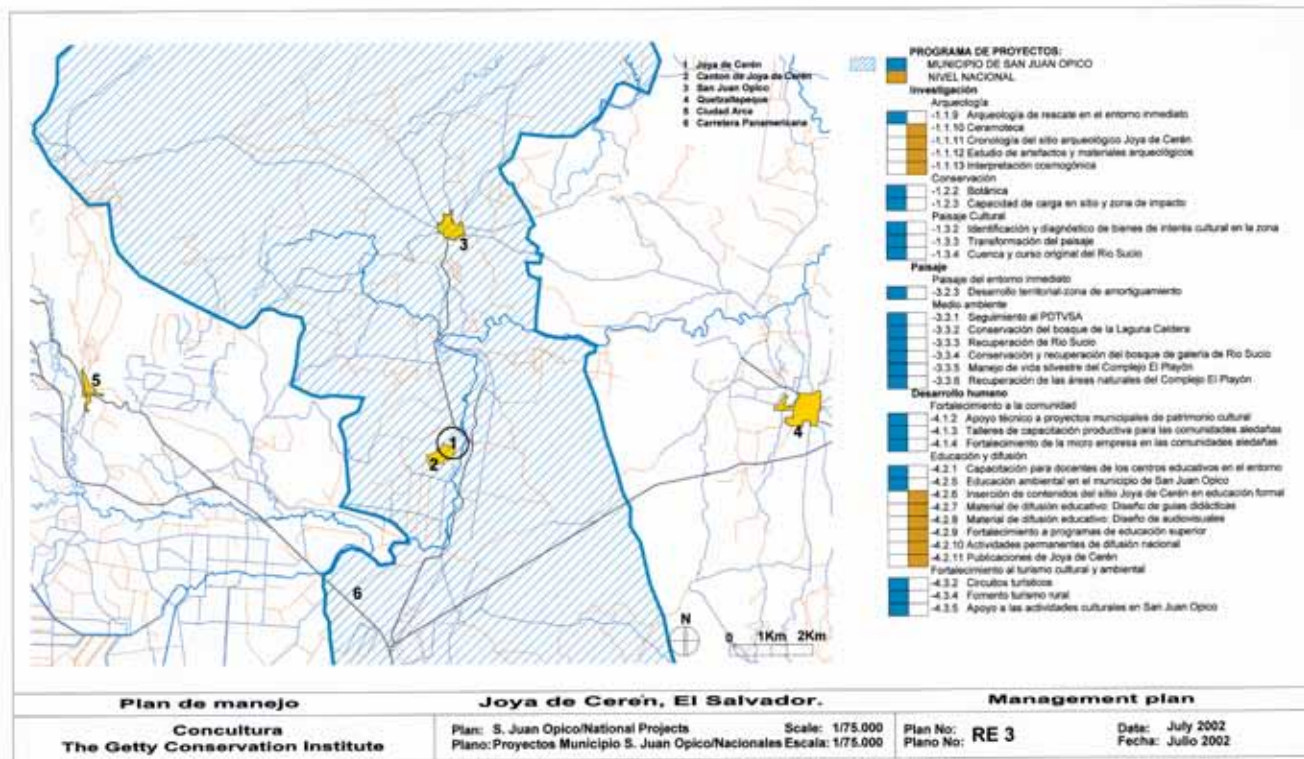 1 Joya de Cerén
2 Canton de Joya de Cerén
3 San Juan Opico
4 Quetzaltepeque
5 Ciudad Arce
6 Carretera Panamericana
3
5
1
2
4
6
N
0 1Km 2Km
PROGRAMA DE PROYECTOS:
MUNICIPIO DE SAN JUAN OPICO
NIVEL NACIONAL
Investigación
Arqueología
-1.1.9 Arqueología de rescate en el entorno inmediato
-1.1.10 Ceramoteca
-1.1.11 Cronología del sitio arqueológico Joya de Cerén
-1.1.12 Estudio de artefactos y materiales arqueológicos
-1.1.13 Interpretación cosmogónica
Conservación
-1.2.2 Botánica
-1.2.3 Capacidad de carga en sitio y zona de impacto
Paisaje Cultural
-1.3.2 Identificación y diagnóstico de bienes de interés cultural en la zona
-1.3.3 Transformación del paisaje
-1.3.4 Cuenca y curso original del Río Sucio
Paisaje
Paisaje del entorno inmediato
-3.2.3 Desarrollo territorial-zona de amortiguamiento
Medio ambiente
-3.3.1 Seguimiento al PDTVSA
-3.3.2 Conservación del bosque de la Laguna Caldera
-3.3.3 Recuperación de Río Sucio
-3.3.4 Conservación y recuperación del bosque de galería de Río Sucio
-3.3.5 Manejo de vida silvestre del Complejo El Playón
-3.3.6 Recuperación de las áreas naturales del Complejo El Playón
Desarrollo humano
Fortalecimiento a la comunidad
-4.1.2 Apoyo técnico a proyectos municipales de patrimonio cultural
-4.1.3 Talleres de capacitación productiva para las comunidades aledañas
-4.1.4 Fortalecimiento de la micro empresa en las comunidades aledañas
Educación y difusión
-4.2.1 Capacitación para docentes de los centros educativos en el entorno
-4.2.5 Educación ambiental en el municipio de San Juan Opico
-4.2.6 Inserción de contenidos del sitio Joya de Cerén en educación formal
-4.2.7 Material de difusión educativo: Diseño de guías didácticas
-4.2.8 Material de difusión educativo: Diseño de audiovisuales
-4.2.9 Fortalecimiento a programas de educación superior
-4.2.10 Actividades permanentes de difusión nacional
-4.2.11 Publicaciones de Joya de Cerén
Fortalecimiento al turismo cultural y ambiental
-4.3.2 Circuitos turísticos
-4.3.4 Fomento turismo rural
-4.3.5 Apoyo a las actividades culturales en San Juan Opico
Plan de manejo
Joya de Cerén, El Salvador.
Management plan
Concultura
The Getty Conservation Institute
Plan: S. Juan Opico/National Projects Scale: 1/75.000
Plano: Proyectos Municipio S. Juan Opico/Nacionales Escala: 1/75.000
Plan No: RE 3 Date: July 2002
Plano No: Fecha: Julio 2002